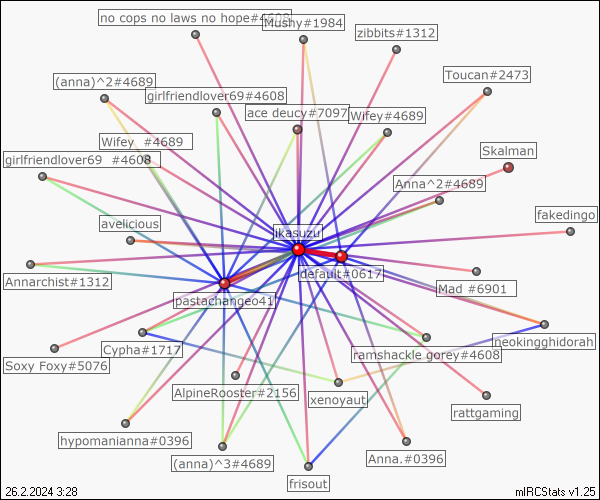 no cops no laws no hope#4608
Mushy#1984
zibbits#1312
Toucan#2473
(anna)^2#4689
girlfriendlover69#4608
ace deucy#7097
Wifey#4689
Wifey #4689
Skalman
girlfriendlover69 #4608
Anna^2#4689
fakedingo
avelicious
ikasuzu
default#0617
Annarchist#1312
pastachangeo41
Mad #6901
Cypha#1717
neokingghidorah
ramshackle gorey#4608
Soxy Foxy#5076
AlpineRooster#2156
xenoyaut
rattgaming
hypomanianna#0396
(anna)^3#4689
Anna.#0396
frisout
26.2.2024 3:28
mIRCStats v1.25